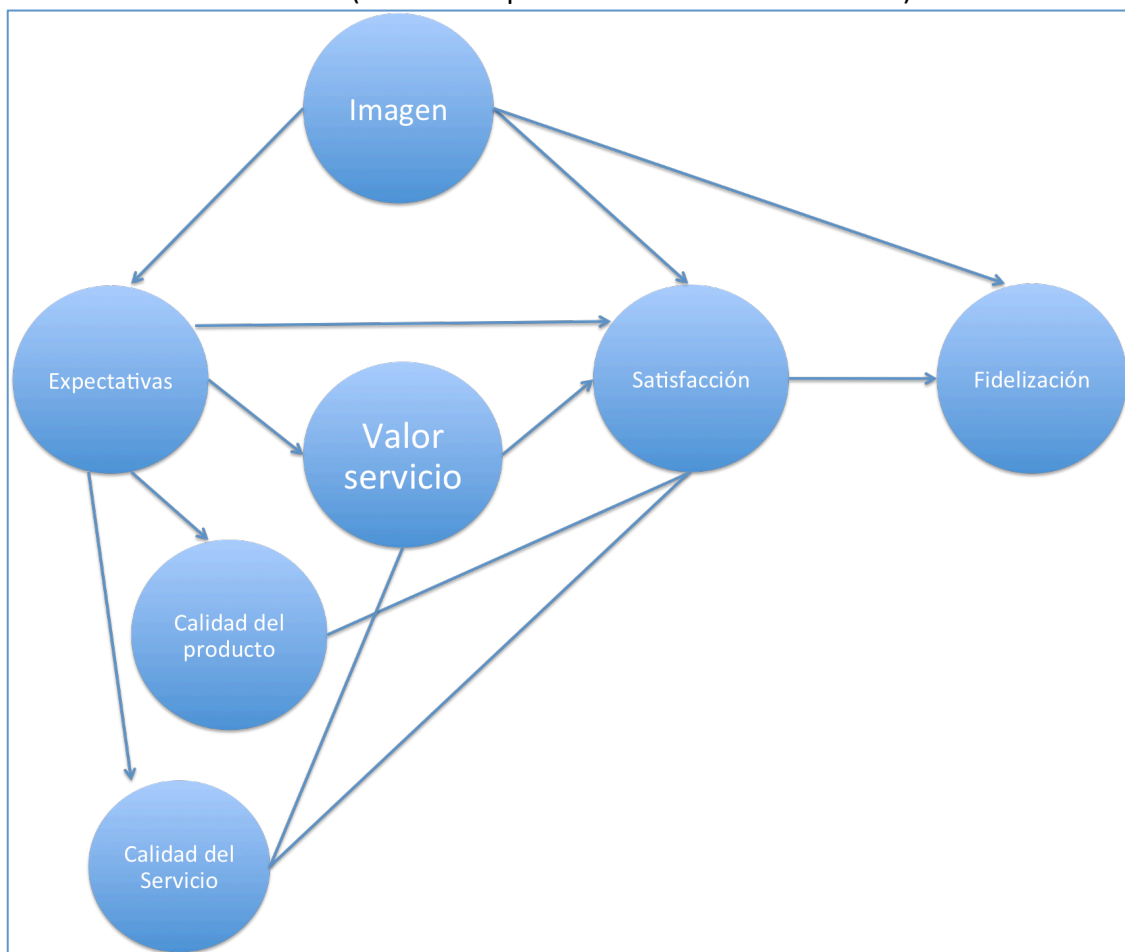 Imagen
Expectativas
Satisfacción
Fidelización
Valor
servicio
Calidad del
producto
Calidad del
Servicio